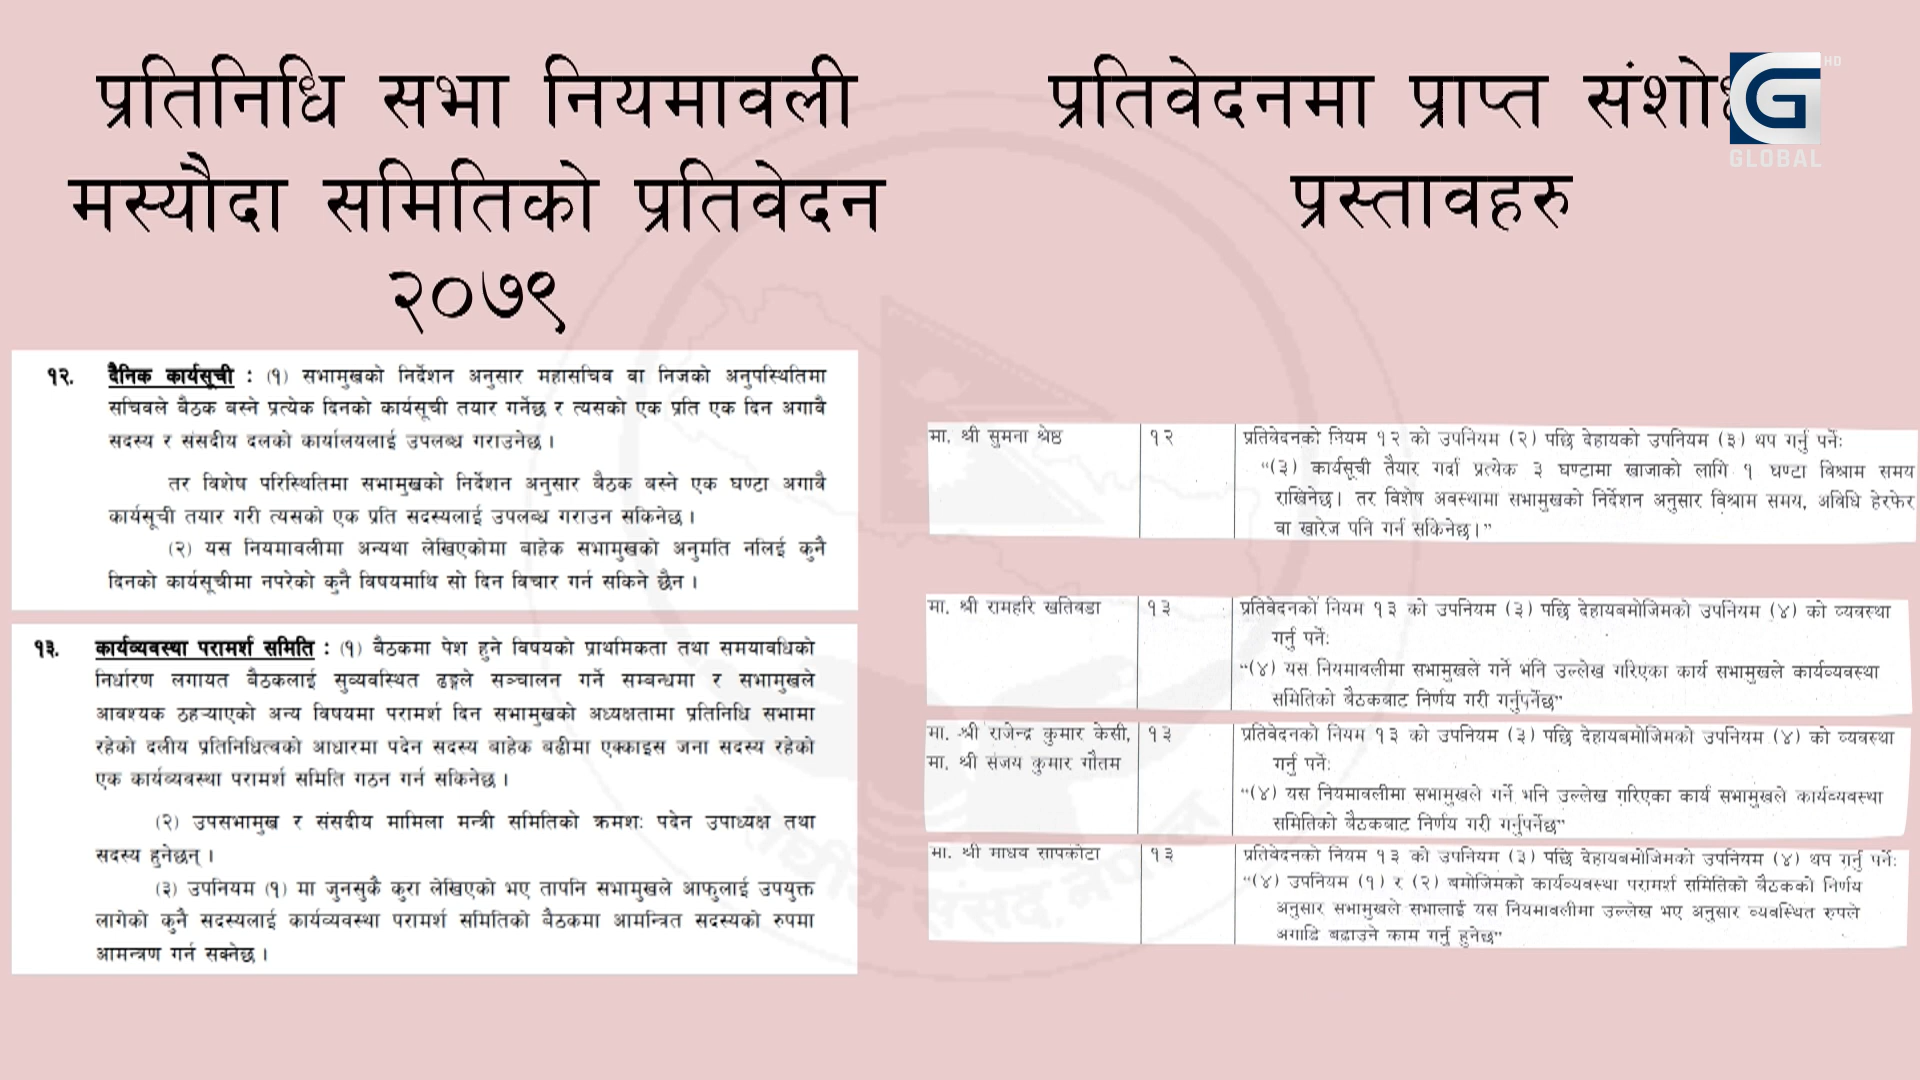 प्रतिनिधि सभा नियमावली
मस्यौदा समितिको प्रतिवेदन
२०७९
१२. दैनिक कार्यसूची : (१) सभामुखको निर्देशन अनुसार महासचिव वा निजको अनुपस्थितिमा
सचिवले बैठक बस्ने प्रत्येक दिनको कार्यसूची तयार गर्नेछ र त्यसको एक प्रति एक दिन अगावै
सदस्य र संसदीय दलको कार्यालयलाई उपलब्ध गराउनेछ ।
तर विशेष परिस्थितिमा सभामुखको निर्देशन अनुसार बैठक बस्ने एक घण्टा अगावै
कार्यसूची तयार गरी त्यसको एक प्रति सदस्यलाई उपलब्ध गराउन सकिनेछ ।
(२) यस नियमावलीमा अन्यथा लेखिएकोमा बाहेक सभामुखको अनुमति नलिई कुनै
दिनको कार्यसूचीमा नपरेको कुनै विषयमाथि सो दिन विचार गर्न सकिने छैन ।
१३. कार्यव्यवस्था परामर्श समिति : (१) बैठकमा पेश हुने विषयको प्राथमिकता तथा समयावधिको
निर्धारण लगायत बैठकलाई सुव्यवस्थित ढङ्गले सञ्चालन गर्ने सम्बन्धमा र सभामुखले
आवश्यक ठहर्‍याएको अन्य विषयमा परामर्श दिन सभामुखको अध्यक्षतामा प्रतिनिधि सभामा
रहेको दलीय प्रतिनिधित्वको आधारमा पदेन सदस्य बाहेक बढीमा एक्काइस जना सदस्य रहेको
एक कार्यव्यवस्था परामर्श समिति गठन गर्न सकिनेछ ।
(२) उपसभामुख र संसदीय मामिला मन्त्री समितिको क्रमशः पदेन उपाध्यक्ष तथा
सदस्य हुनेछन् ।
(३) उपनियम (१) मा जुनसुकै कुरा लेखिएको भए तापनि सभामुखले आफुलाई उपयुक्त
लागेको कुनै सदस्यलाई कार्यव्यवस्था परामर्श समितिको बैठकमा आमन्त्रित सदस्यको रुपमा
आमन्त्रण गर्न सक्नेछ ।
प्रतिवेदनमा प्राप्त
प्रस्तावहरु
G HD
GLOBAL
मा. श्री सुमना श्रेष्ठ १२ प्रतिवेदनको नियम १२ को उपनियम (२) पछि देहायको उपनियम (३) थप गर्नु पर्नेः
“(३) कार्यसूची तैयार गर्दा प्रत्येक ३ घण्टामा खाजाको लागि १ घण्टा विश्राम समय
राखिनेछ। तर विशेष अवस्थामा सभामुखको निर्देशन अनुसार विश्राम समय, अविधि हेरफेर
वा खारेज पनि गर्न सकिनेछ।”
मा. श्री रामहरि खतिवडा १३ प्रतिवेदनको नियम १३ को उपनियम (३) पछि देहायबमोजिमको उपनियम (४) को व्यवस्था
गर्नु पर्नेः
“(४) यस नियमावलीमा सभामुखले गर्ने भनि उल्लेख गरिएका कार्य सभामुखले कार्यव्यवस्था
समितिको बैठकबाट निर्णय गरी गर्नुपर्नेछ”
मा. श्री राजेन्द्र कुमार केसी, १३ प्रतिवेदनको नियम १३ को उपनियम (३) पछि देहायबमोजिमको उपनियम (४) को व्यवस्था
मा. श्री संजय कुमार गौतम गर्नु पर्नेः
“(४) यस नियमावलीमा सभामुखले गर्ने भनि उल्लेख गरिएका कार्य सभामुखले कार्यव्यवस्था
समितिको बैठकबाट निर्णय गरी गर्नुपर्नेछ”
मा. श्री माधव सापकोटा १३ प्रतिवेदनको नियम १३ को उपनियम (३) पछि देहायबमोजिमको उपनियम (४) थप गर्नु पर्नेः
“(४) उपनियम (१) र (२) बमोजिमको कार्यव्यवस्था परामर्श समितिको बैठकको निर्णय
अनुसार सभामुखले सभालाई यस नियमावलीमा उल्लेख भए अनुसार व्यवस्थित रुपले
अगाडि बढाउने काम गर्नु हुनेछ”
संघीय संसद नेपाल